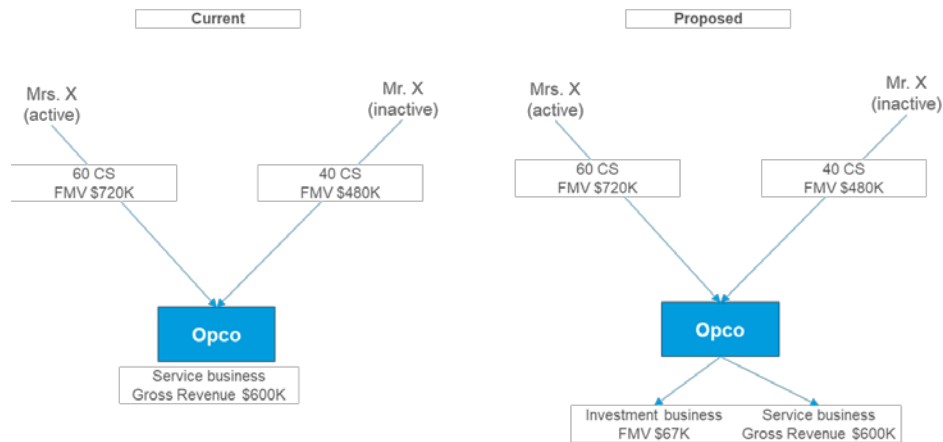 Current
Mrs. X
(active)
Mr. X
(inactive)
60 CS
FMV $720K
40 CS
FMV $480K
Opco
Service business
Gross Revenue $600K
Proposed
Mrs. X
(active)
Mr. X
(inactive)
60 CS
FMV $720K
40 CS
FMV $480K
Opco
Investment business
FMV $67K
Service business
Gross Revenue $600K